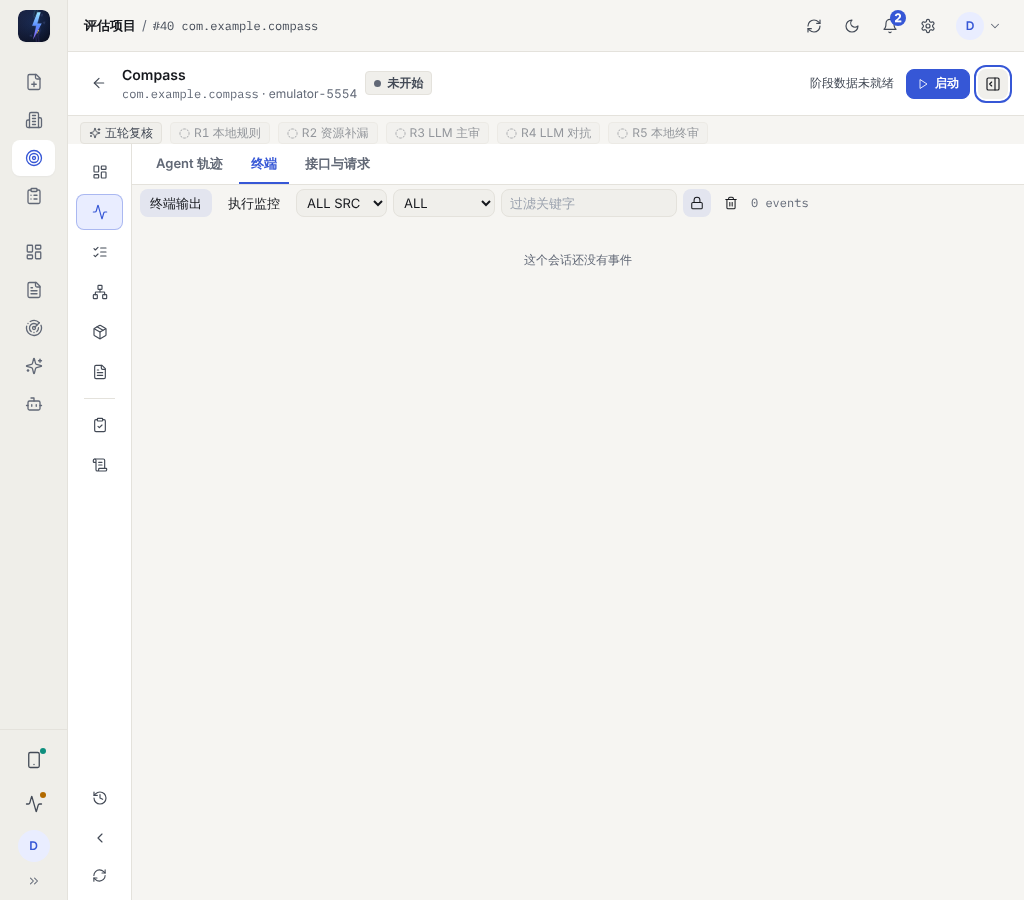 评估项目 / #40 com.example.compass
2
D
Compass
com.example.compass · emulator-5554
未开始
阶段数据未就绪
启动
五轮复核
R1 本地规则
R2 资源补漏
R3 LLM 主审
R4 LLM 对抗
R5 本地终审
Agent 轨迹
终端
接口与请求
终端输出
执行监控
ALL SRC
ALL
过滤关键字
0 events
这个会话还没有事件
D